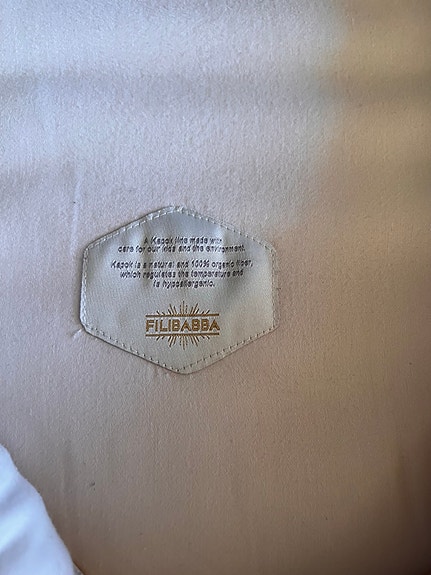 A Kapok line made with
care for our kids and the environment.
Kapok is a natural and 100% organic fiber,
which regulates the temperature and
is hypoallergenic.
FILIBABBA